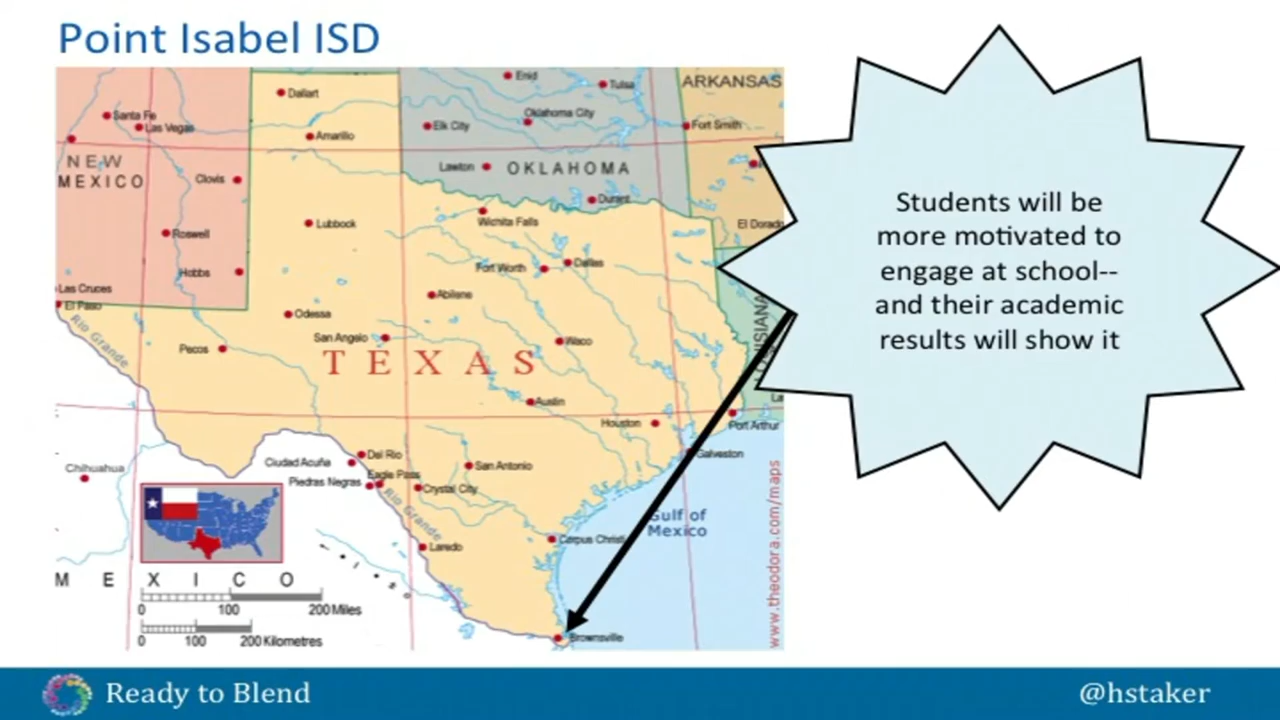 Point Isabel ISD
Students will be
more motivated to
engage at school--
and their academic
results will show it
Enid
Tulsa
ARKANSAS
Dallart
Santa Fe
Las Vegas
Amarillo
Elk City
Oklahoma City
Fort Smith
NEW
MEXICO
Clovis
Lawton
OKLAHOMA
Durant
Roswell
Lubbock
Wichita Falls
El Dorado
Hobbs
Fort Worth
Dallas
Las Cruces
El Paso
Abilene
Odessa
Rio Grande
San Angelo
Waco
LOUISIANA
Pecos
TEXAS
Austin
La
Houston
Port Arthur
Ciudad Acuña
Del Rio
Galveston
Chihuahua
Eagle Pass
San Antonio
Piedras Negras
Crystal City
Rio Grande
Gulf of
Mexico
Corpus Christi
Laredo
MEXICO
0 100 200 Miles
0 100 200 Kilometres
Brownsville
www.theodora.com/maps
Ready to Blend
@hstaker